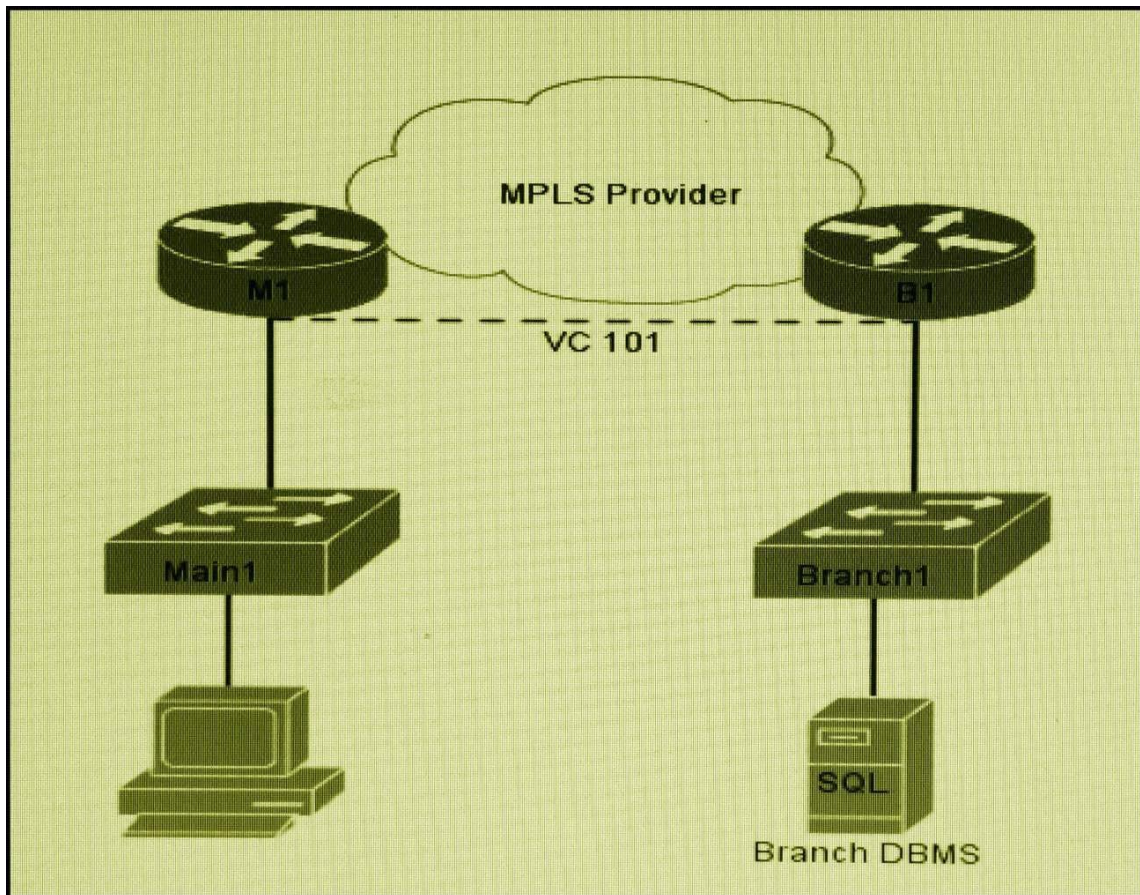 MPLS Provider
M1
B1
VC 101
Main1
Branch1
SQL
Branch DBMS